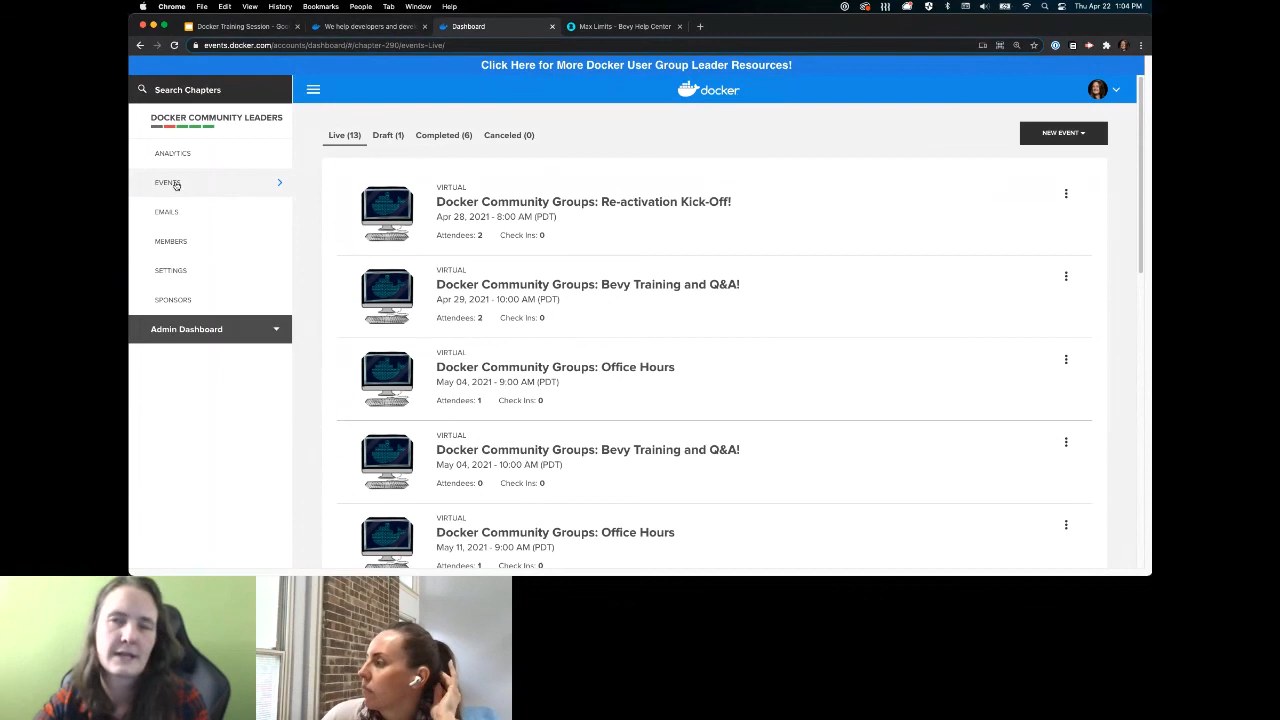 Chrome File Edit View History Bookmarks People Tab Window Help
Thu Apr 22 1:04 PM
Docker Training Session - Goo
We help developers and devel
Dashboard
Max Limits - Bevy Help Center
events.docker.com/accounts/dashboard/#/chapter-290/events-Live/
Click Here for More Docker User Group Leader Resources!
Search Chapters
docker
DOCKER COMMUNITY LEADERS
ANALYTICS
EVENTS
EMAILS
MEMBERS
SETTINGS
SPONSORS
Admin Dashboard
Live (13) Draft (1) Completed (6) Canceled (0)
NEW EVENT
VIRTUAL
Docker Community Groups: Re-activation Kick-Off!
Apr 28, 2021 - 8:00 AM (PDT)
Attendees: 2 Check Ins: 0
VIRTUAL
Docker Community Groups: Bevy Training and Q&A!
Apr 29, 2021 - 10:00 AM (PDT)
Attendees: 2 Check Ins: 0
VIRTUAL
Docker Community Groups: Office Hours
May 04, 2021 - 9:00 AM (PDT)
Attendees: 1 Check Ins: 0
VIRTUAL
Docker Community Groups: Bevy Training and Q&A!
May 04, 2021 - 10:00 AM (PDT)
Attendees: 0 Check Ins: 0
VIRTUAL
Docker Community Groups: Office Hours
May 11, 2021 - 9:00 AM (PDT)
Attendees: 1 Check Ins: 0